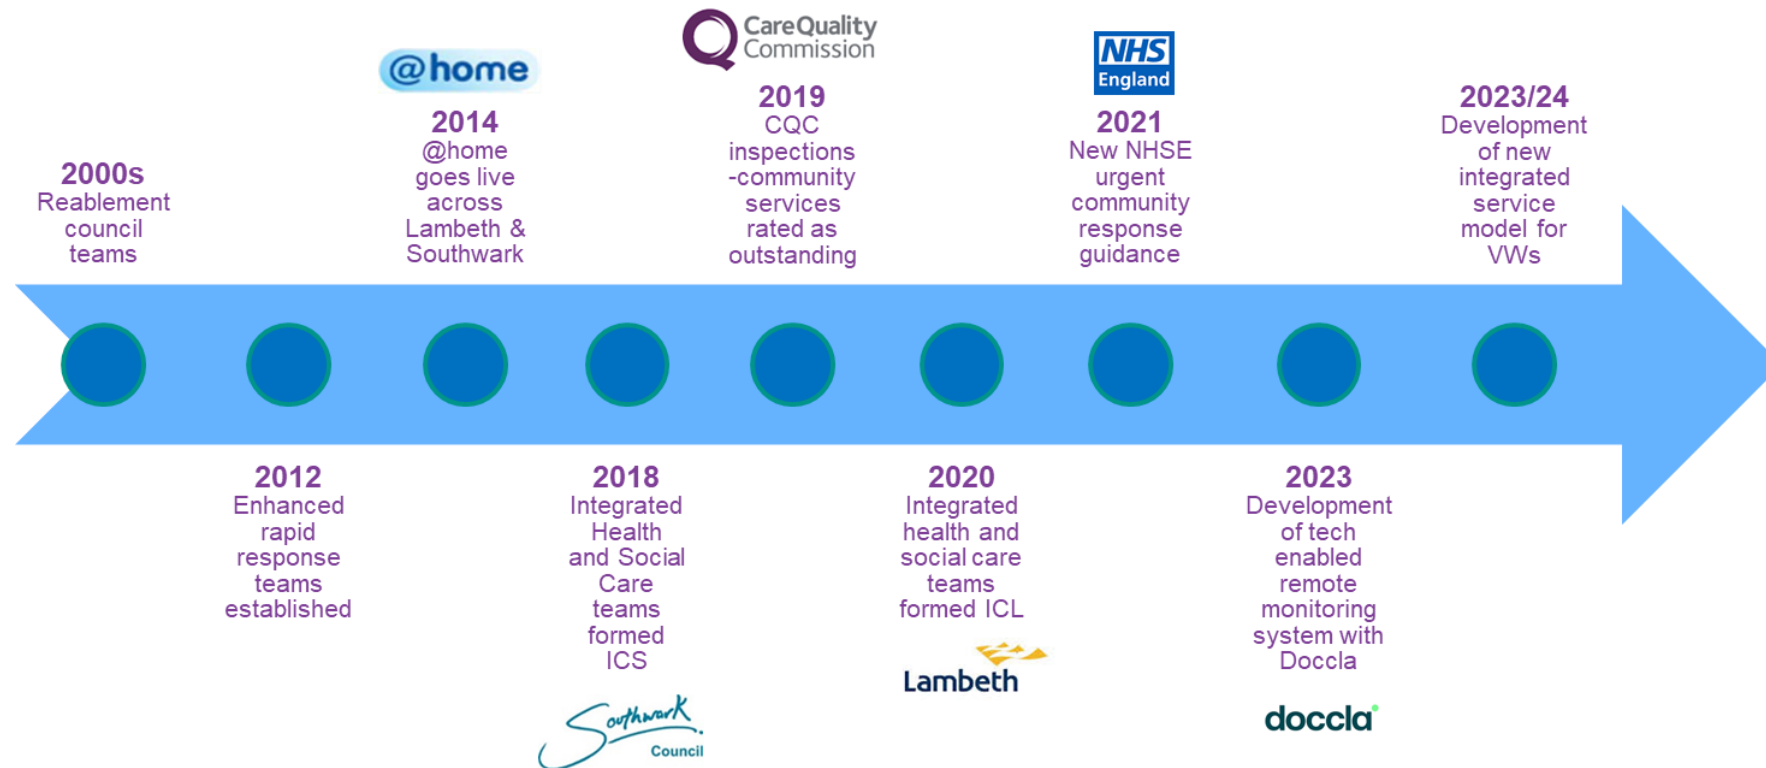 2000s
Reablement
council
teams
2012
Enhanced
rapid
response
teams
established
@home
2014
@home
goes live
across
Lambeth &
Southwark
2018
Integrated
Health
and Social
Care
teams
formed
ICS
Southwark
Council
CareQuality
Commission
2019
CQC
inspections
-community
services
rated as
outstanding
2020
Integrated
health and
social care
teams
formed ICL
Lambeth
NHS
England
2021
New NHSE
urgent
community
response
guidance
2023
Development
of tech
enabled
remote
monitoring
system with
Doccla
doccla
2023/24
Development
of new
integrated
service
model for
VWs